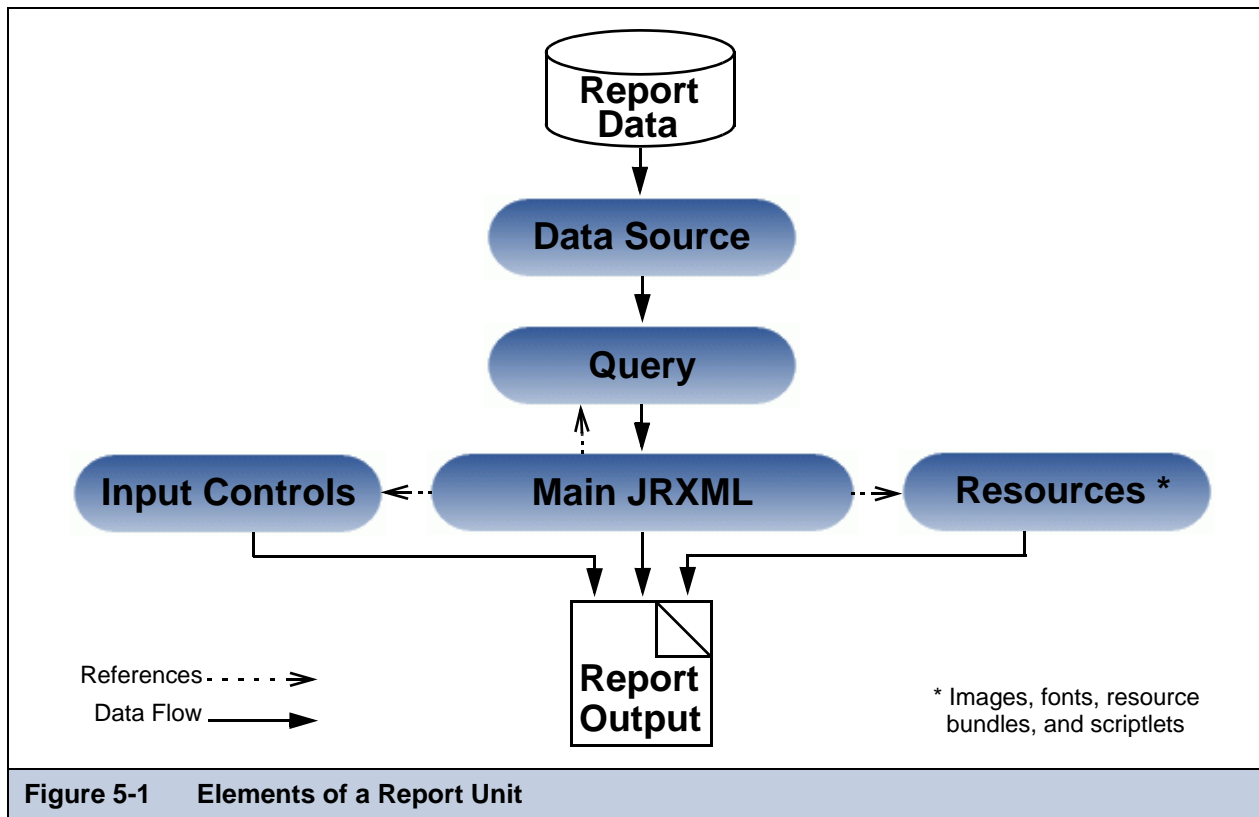 Report
Data
Data Source
Query
Input Controls
Main JRXML
Resources *
Report
Output
References
Data Flow
* Images, fonts, resource
bundles, and scriptlets
Figure 5-1 Elements of a Report Unit